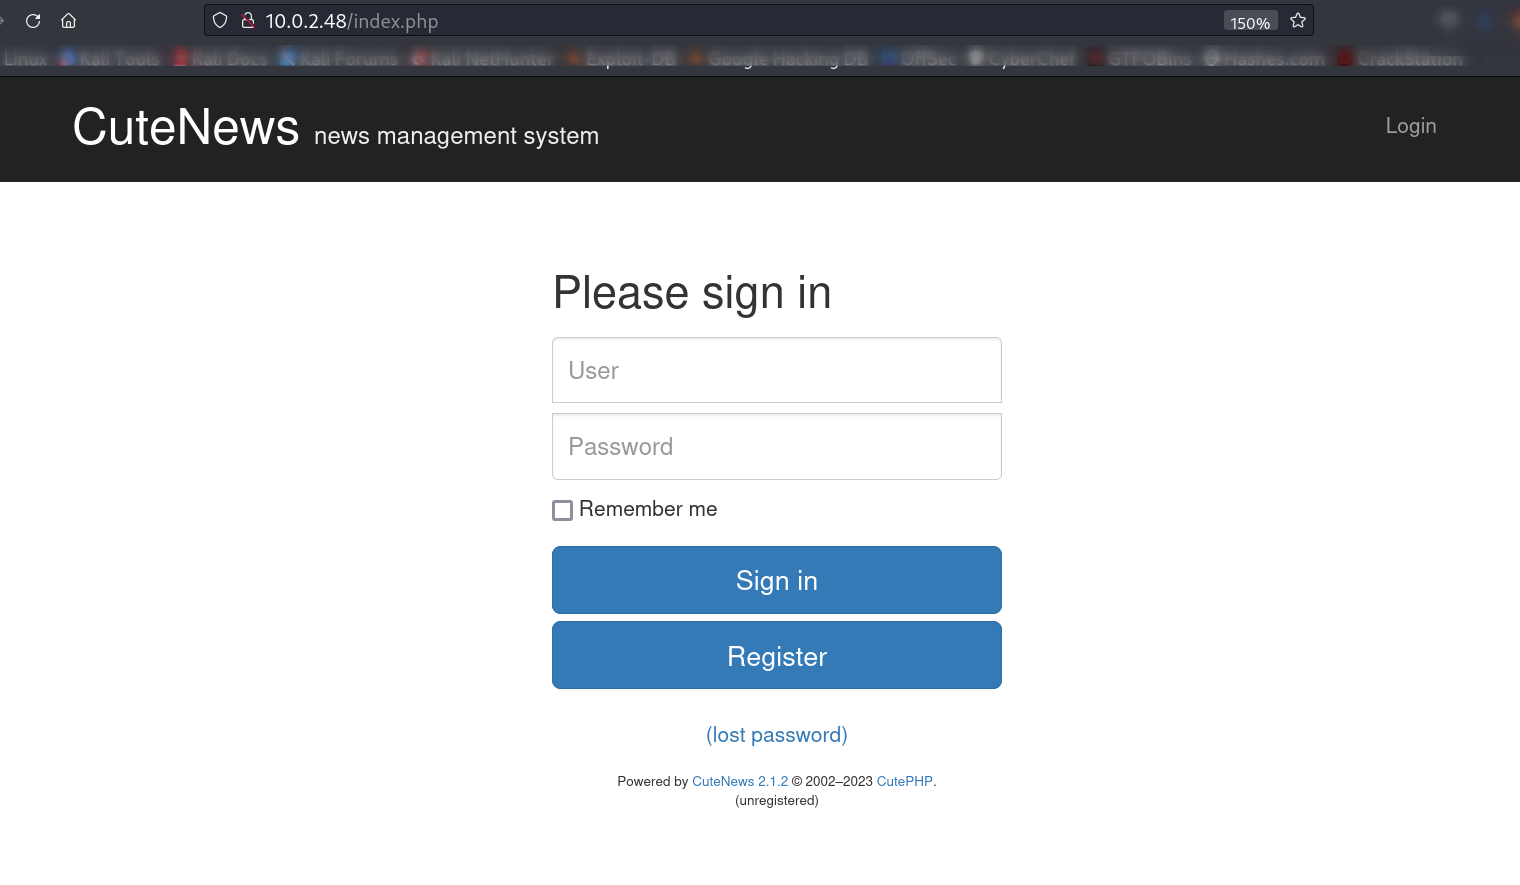 10.0.2.48/index.php 150%
Linux Kali Tools Kali Docs Kali Forums Kali NetHunter Exploit-DB Google Hacking DB OffSec CyberChef GTFOBins Hashes.com CrackStation
CuteNews news management system Login
Please sign in
User
Password
Remember me
Sign in
Register
(lost password)
Powered by CuteNews 2.1.2 © 2002–2023 CutePHP.
(unregistered)